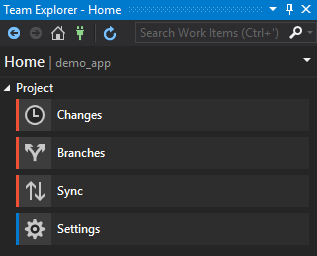 Team Explorer - Home
Search Work Items (Ctrl+')
Home | demo_app
Project
Changes
Branches
Sync
Settings